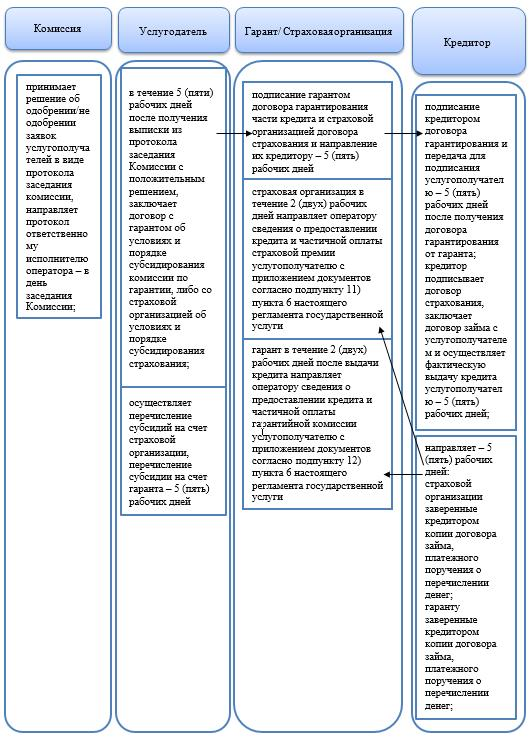 Комиссия
Услугодатель
Гарант/ Страховая организация
Кредитор
принимает
решение об
одобрении/не
одобрении
заявок
услугополуча
телей в виде
протокола
заседания
комиссии,
направляет
протокол
ответственно
му
исполнителю
оператора – в
день
заседания
Комиссии;
в течение 5 (пяти)
рабочих дней
после получения
выписки из
протокола
заседания
Комиссии с
положительным
решением,
заключает
договор с
гарантом об
условиях и
порядке
субсидирования
комиссии по
гарантии, либо со
страховой
организацией об
условиях и
порядке
субсидирования
страхования;
осуществляет
перечисление
субсидий на счет
страховой
организации,
перечисление
субсидии на счет
гаранта – 5 (пять)
рабочих дней
подписание гарантом
договора гарантирования
части кредита и страховой
организацией договора
страхования и направление
их кредитору – 5 (пять)
рабочих дней
страховая организация в
течение 2 (двух) рабочих
дней направляет оператору
сведения о предоставлении
кредита и частичной оплаты
страховой премии
услугополучателю с
приложением документов
согласно подпункту 11)
пункта 6 настоящего
регламента государственной
услуги
гарант в течение 2 (двух)
рабочих дней после выдачи
кредита направляет
оператору сведения о
предоставлении кредита и
частичной оплаты
гарантийной комиссии
услугополучателю с
приложением документов
согласно подпункту 12)
пункта 6 настоящего
регламента государственной
услуги
подписание
кредитором
договора
гарантирования и
передача для
подписания
услугополучател
ю – 5 (пять)
рабочих дней
после получения
договора
гарантирования
от гаранта;
кредитор
подписывает
договор
страхования,
заключает
договор займа с
услугополучателе
м и осуществляет
фактическую
выдачу кредита
услугополучател
ю – 5 (пять)
рабочих дней;
направляет – 5
(пять) рабочих
дней:
страховой
организации
заверенные
кредитором
копии договора
займа,
платежного
поручения о
перечислении
денег;
гаранту
заверенные
кредитором
копии договора
займа,
платежного
поручения о
перечислении
денег;